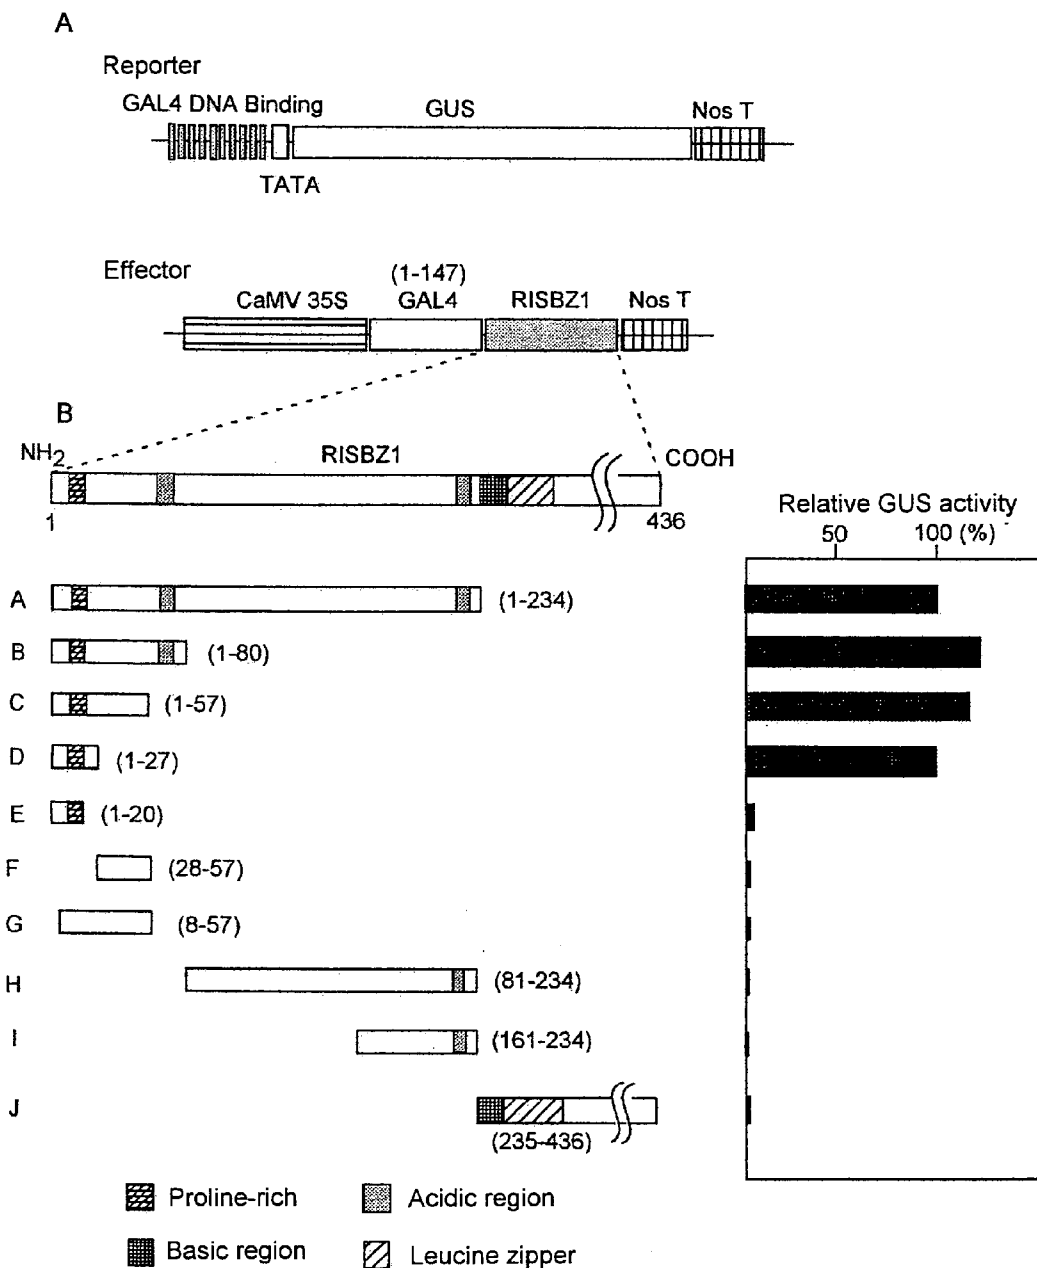 A
Reporter
GAL4 DNA Binding GUS Nos T
TATA
Effector
(1-147)
CaMV 35S GAL4 RISBZ1 Nos T
B
NH2 RISBZ1 COOH
1 436
Relative GUS activity
50 100 (%)
A (1-234)
B (1-80)
C (1-57)
D (1-27)
E (1-20)
F (28-57)
G (8-57)
H (81-234)
I (161-234)
J
(235-436)
Proline-rich Acidic region
Basic region Leucine zipper